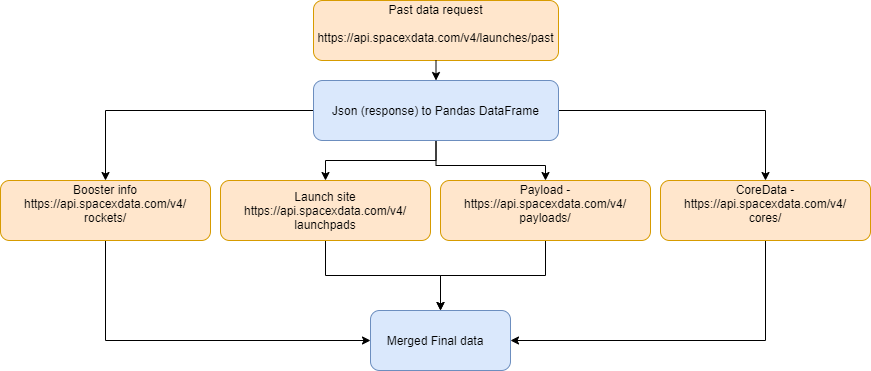 Past data request
https://api.spacexdata.com/v4/launches/past
Json (response) to Pandas DataFrame
Booster info
https://api.spacexdata.com/v4/
rockets/
Launch site
https://api.spacexdata.com/v4/
launchpads
Payload -
https://api.spacexdata.com/v4/
payloads/
CoreData -
https://api.spacexdata.com/v4/
cores/
Merged Final data